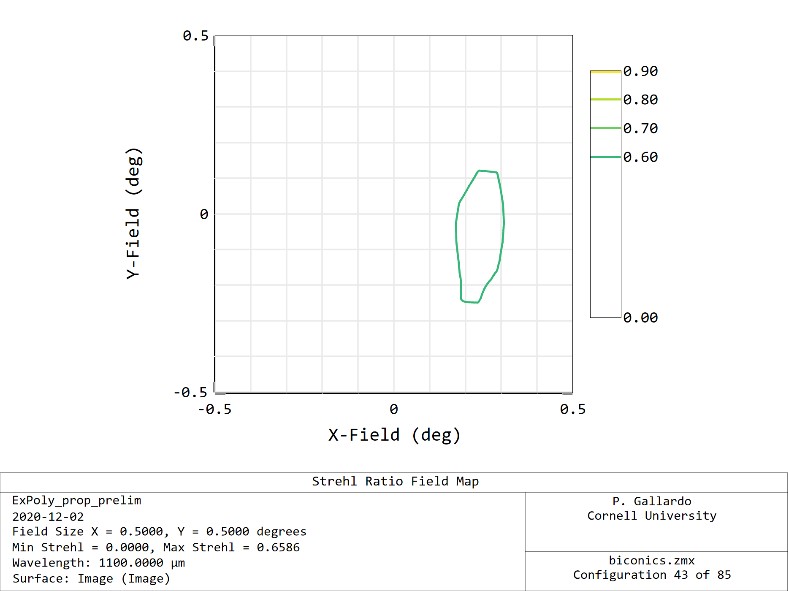 0.5
0
-0.5
Y-Field (deg)
-0.5
0
0.5
X-Field (deg)
0.90
0.80
0.70
0.60
0.00
Strehl Ratio Field Map
ExPoly_prop_prelim
2020-12-02
Field Size X = 0.5000, Y = 0.5000 degrees
Min Strehl = 0.0000, Max Strehl = 0.6586
Wavelength: 1100.0000 µm
Surface: Image (Image)
P. Gallardo
Cornell University
biconics.zmx
Configuration 43 of 85